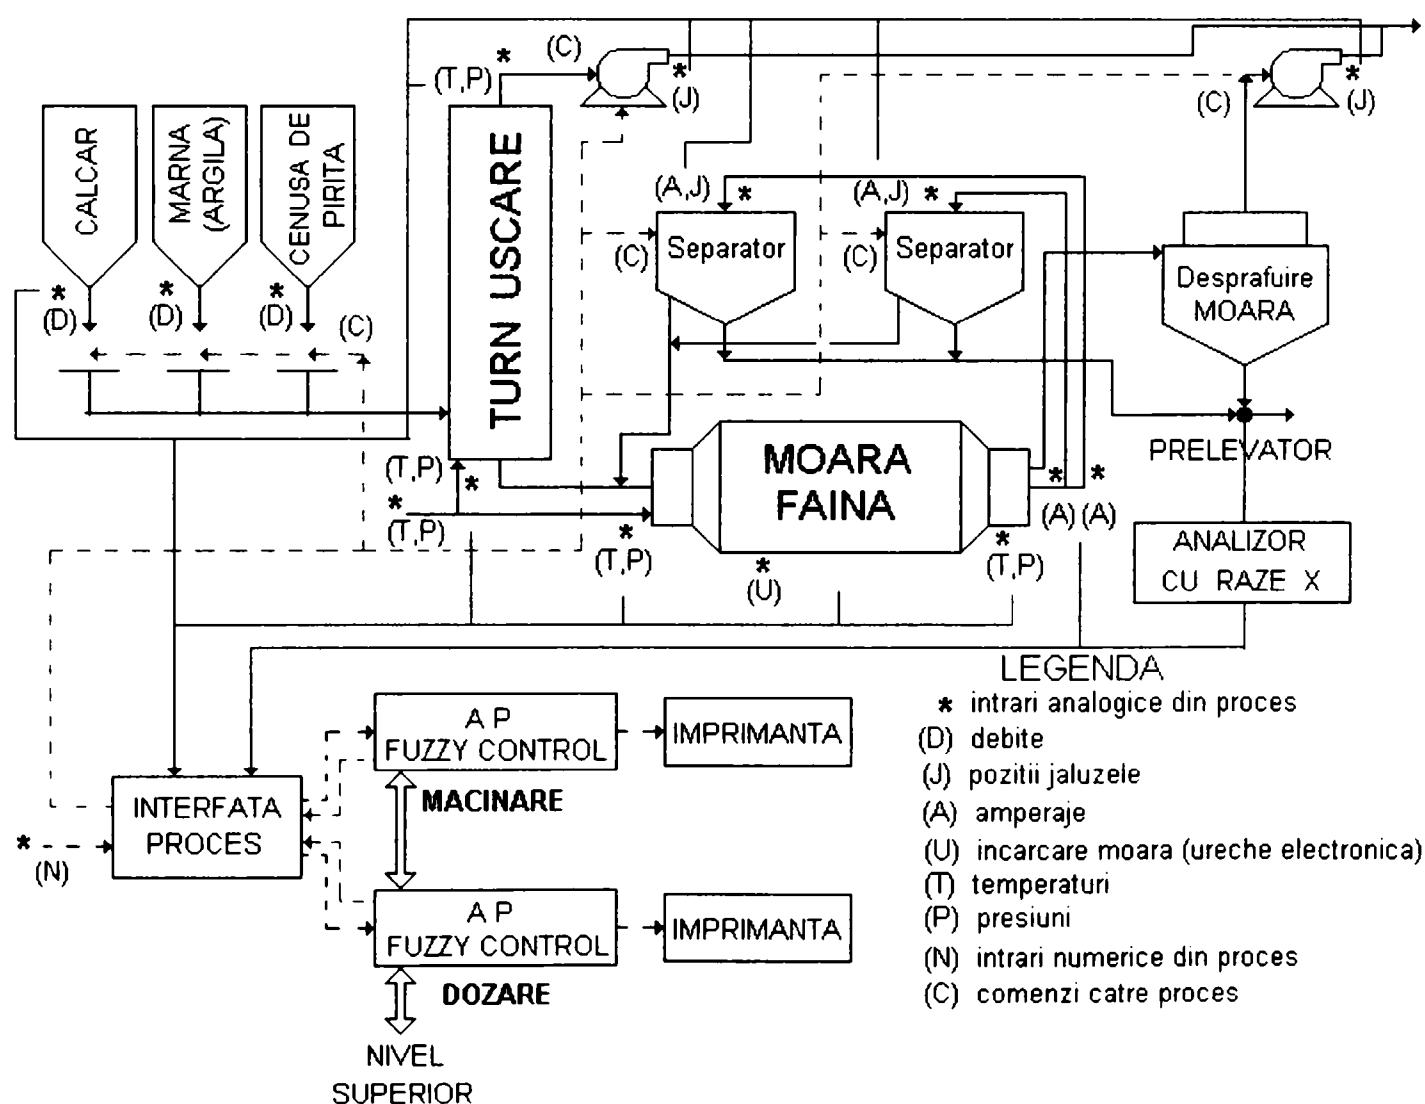 *
(C)
(T,P)
*
(J)
(C)
*
(J)
CALCAR
MARNA
(ARGILA)
CENUSA DE
PIRITA
TURN USCARE
(A,J)
*
(A,J)
*
(C)
Separator
(C)
Separator
Desprafuire
MOARA
*
(D)
*
(D)
*
(D)
(C)
PRELEVATOR
(T,P)
*
*
(T,P)
MOARA
FAINA
*
(T,P)
*
(U)
*
(T,P)
*
(A)
*
(A)
ANALIZOR
CU RAZE X
LEGENDA
* intrari analogice din proces
(D) debite
(J) pozitii jaluzele
(A) amperaje
(U) incarcare moara (ureche electronica)
(T) temperaturi
(P) presiuni
(N) intrari numerice din proces
(C) comenzi catre proces
A P
FUZZY CONTROL
IMPRIMANTA
MACINARE
INTERFATA
PROCES
*
(N)
A P
FUZZY CONTROL
IMPRIMANTA
DOZARE
NIVEL
SUPERIOR